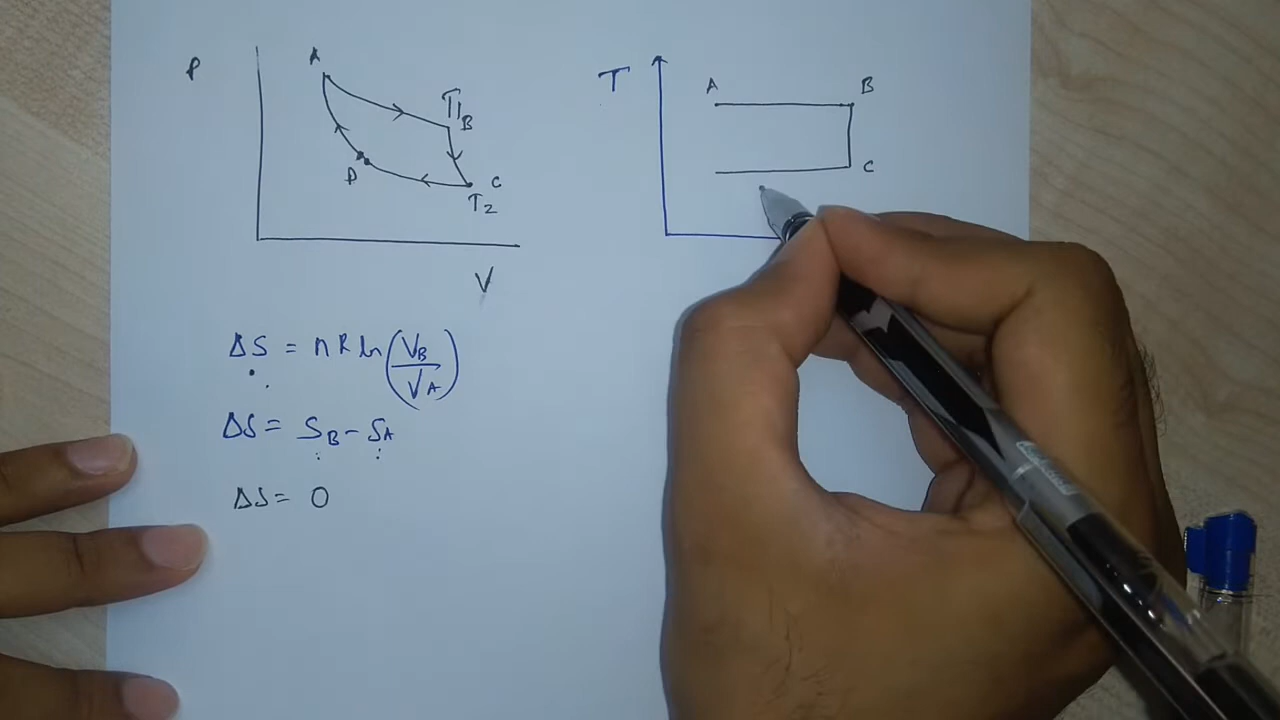 P
A
T1
B
D
C
T2
V
T
A
B
C
ΔS = nR ln(VB/VA)
ΔS = SB - SA
ΔS = 0